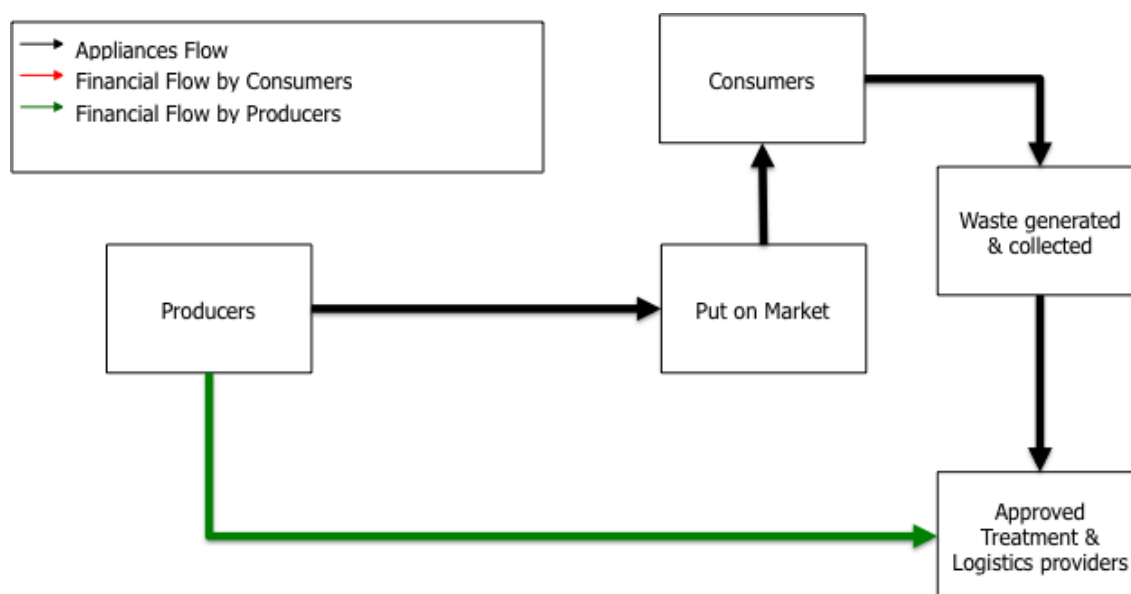 Appliances Flow
Financial Flow by Consumers
Financial Flow by Producers
Consumers
Waste generated
& collected
Producers
Put on Market
Approved
Treatment &
Logistics providers